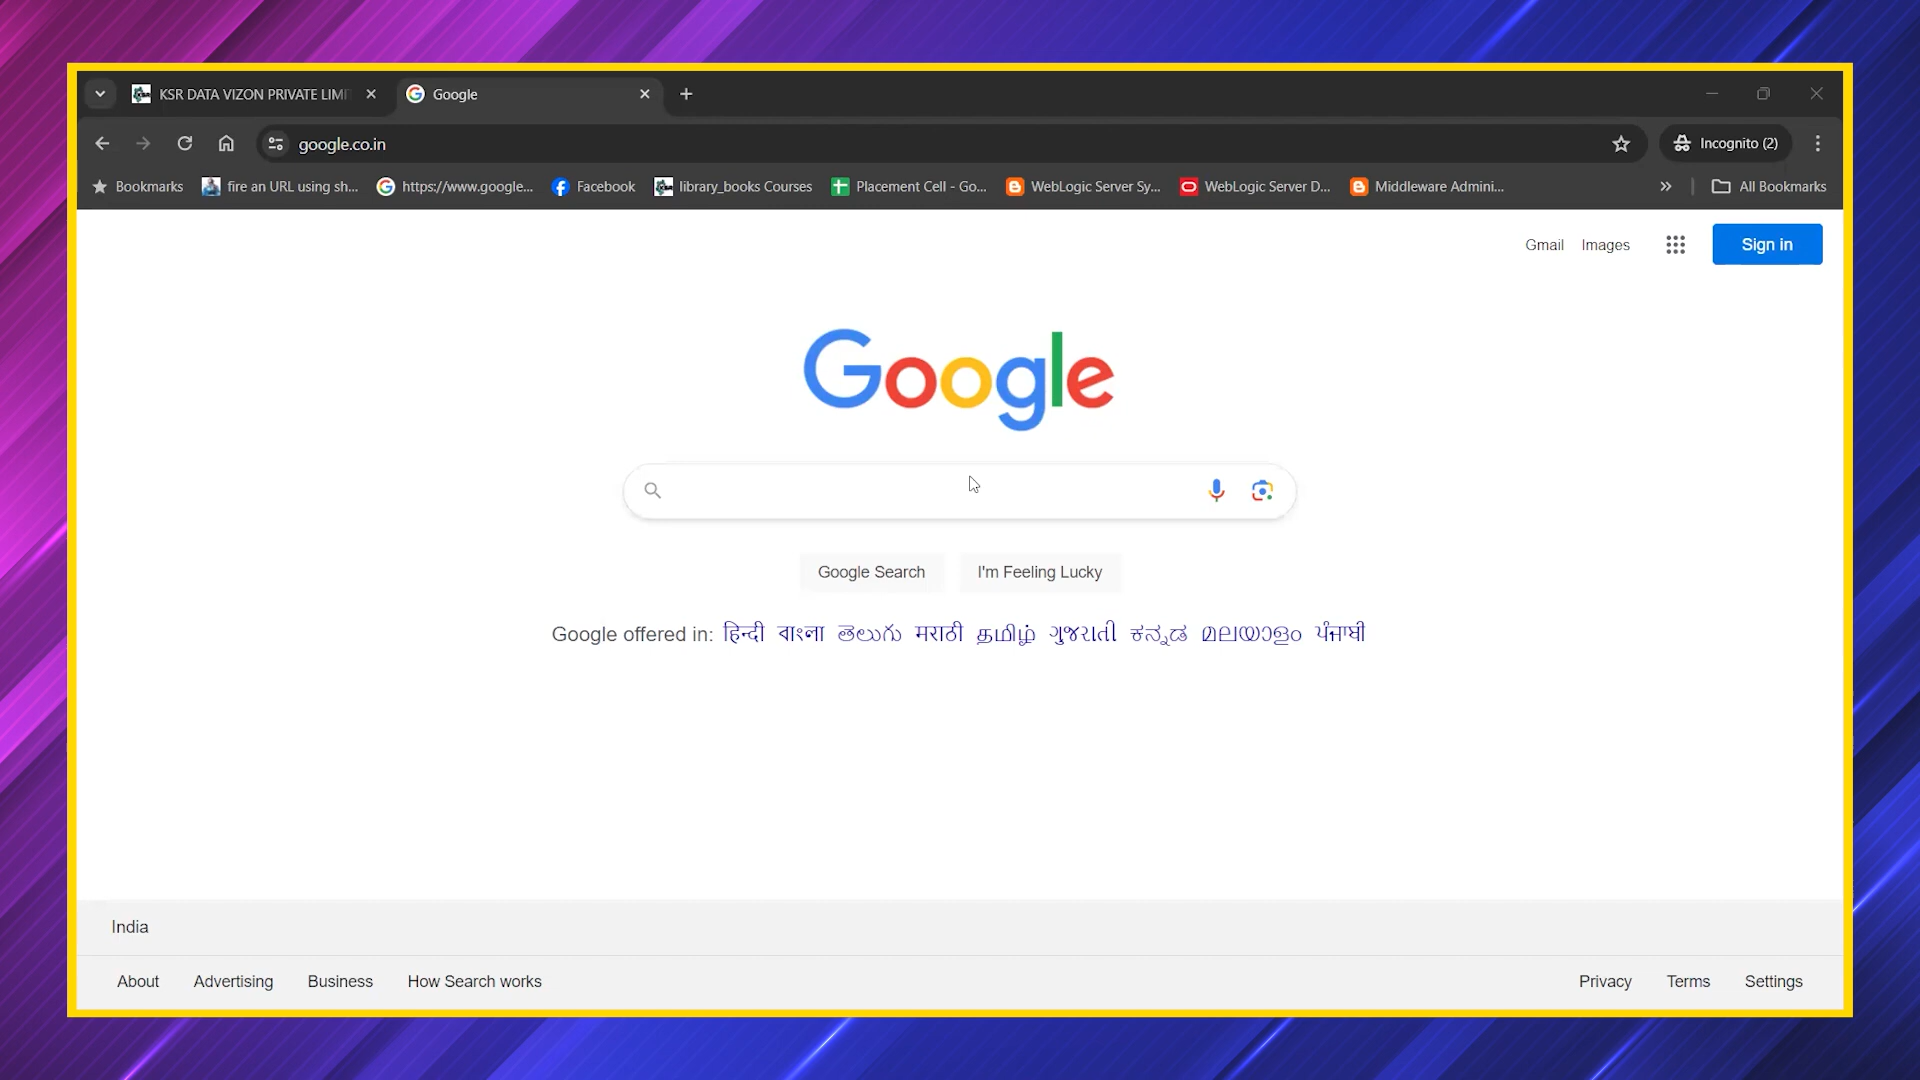 KSR DATA VIZON PRIVATE LIMI
Google
google.co.in
Incognito (2)
Bookmarks
fire an URL using sh...
https://www.google...
Facebook
library_books Courses
Placement Cell - Go...
WebLogic Server Sy...
WebLogic Server D...
Middleware Admini...
All Bookmarks
Gmail Images
Sign in
Google
Google Search
I'm Feeling Lucky
Google offered in: हिन्दी বাংলা తెలుగు मराठी தமிழ் ગુજરાતી ಕನ್ನಡ മലയാളം ਪੰਜਾਬੀ
India
About Advertising Business How Search works
Privacy Terms Settings